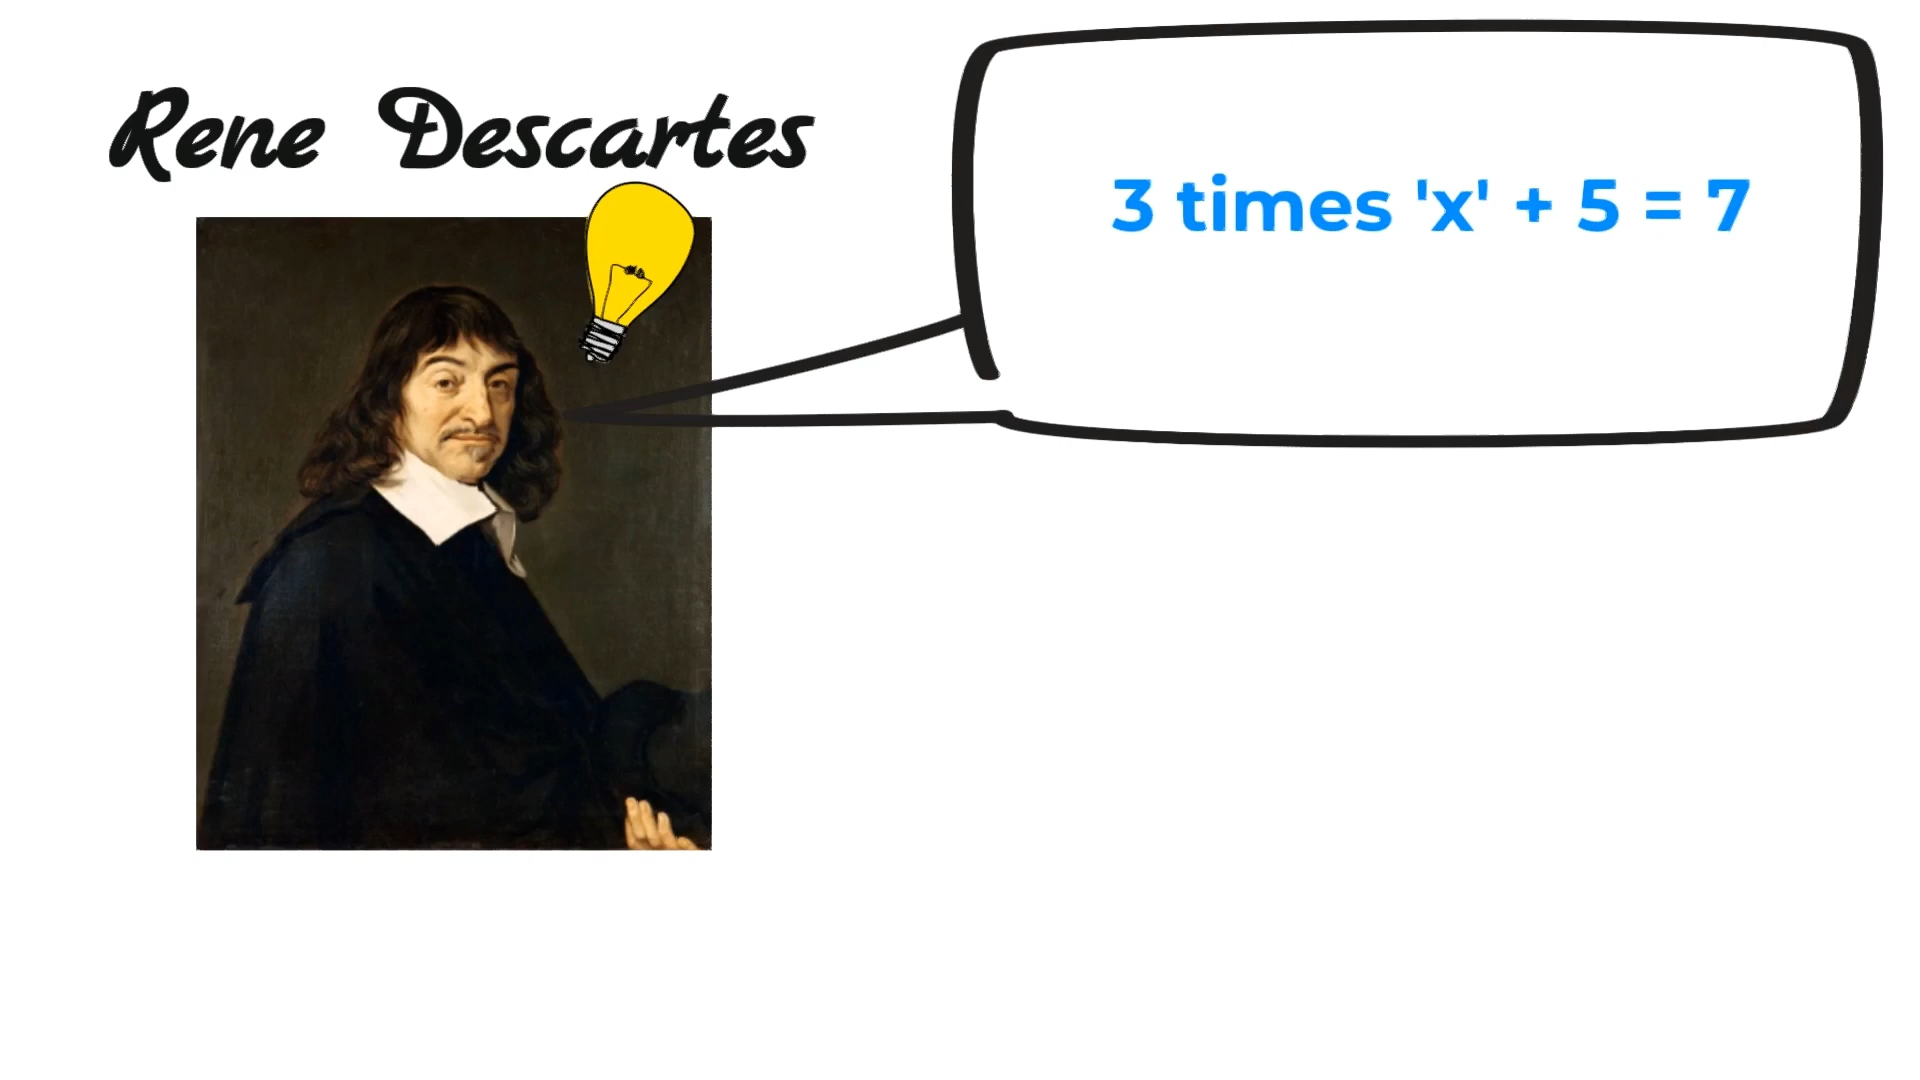 Rene Descartes
3 times 'x' + 5 = 7